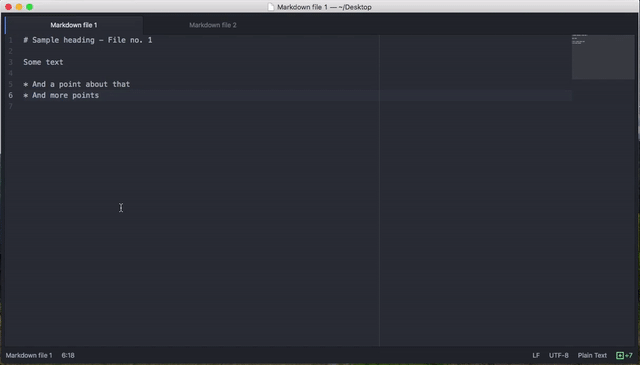 Markdown file 1 — ~/Desktop
Markdown file 1 Markdown file 2
1 # Sample heading - File no. 1
2
3 Some text
4
5 * And a point about that
6 * And more points
7
Markdown file 1 6:18 LF UTF-8 Plain Text +7